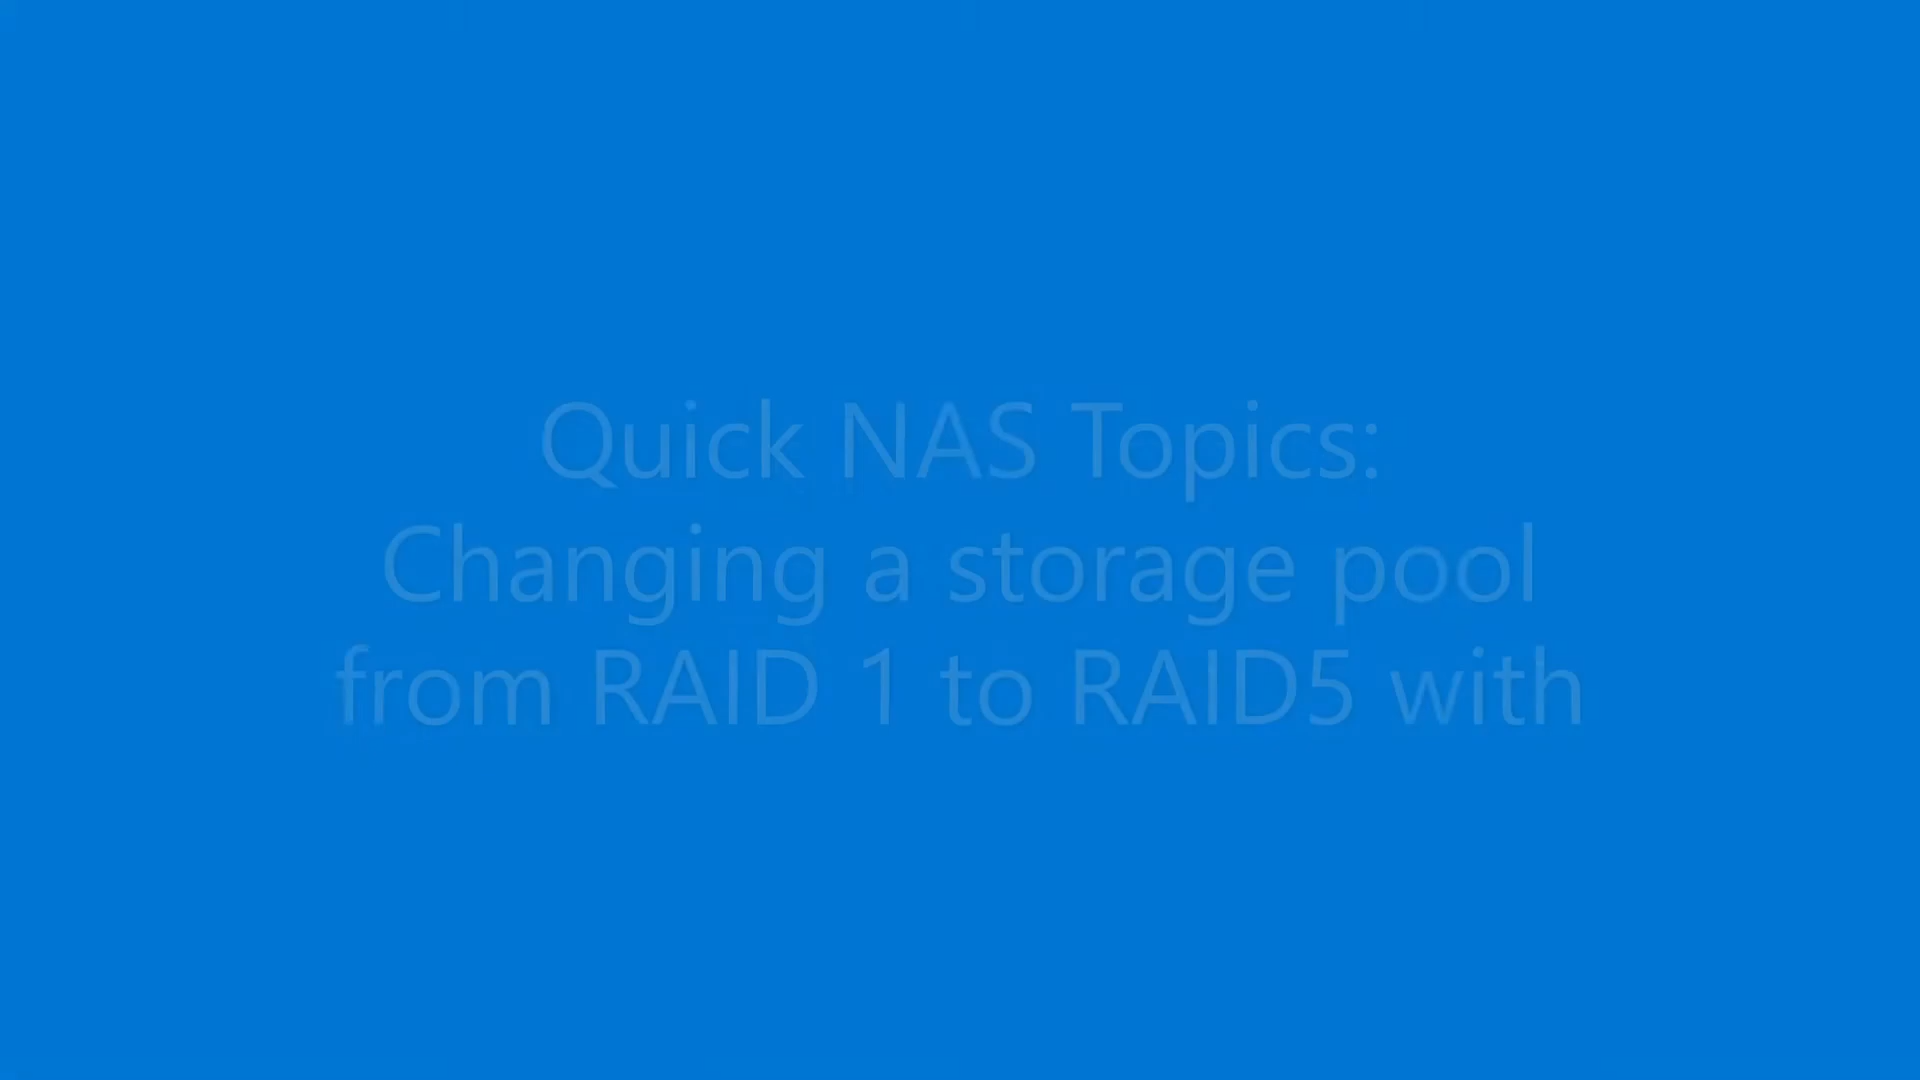 Quick NAS Topics:
Changing a storage pool
from RAID 1 to RAID5 with